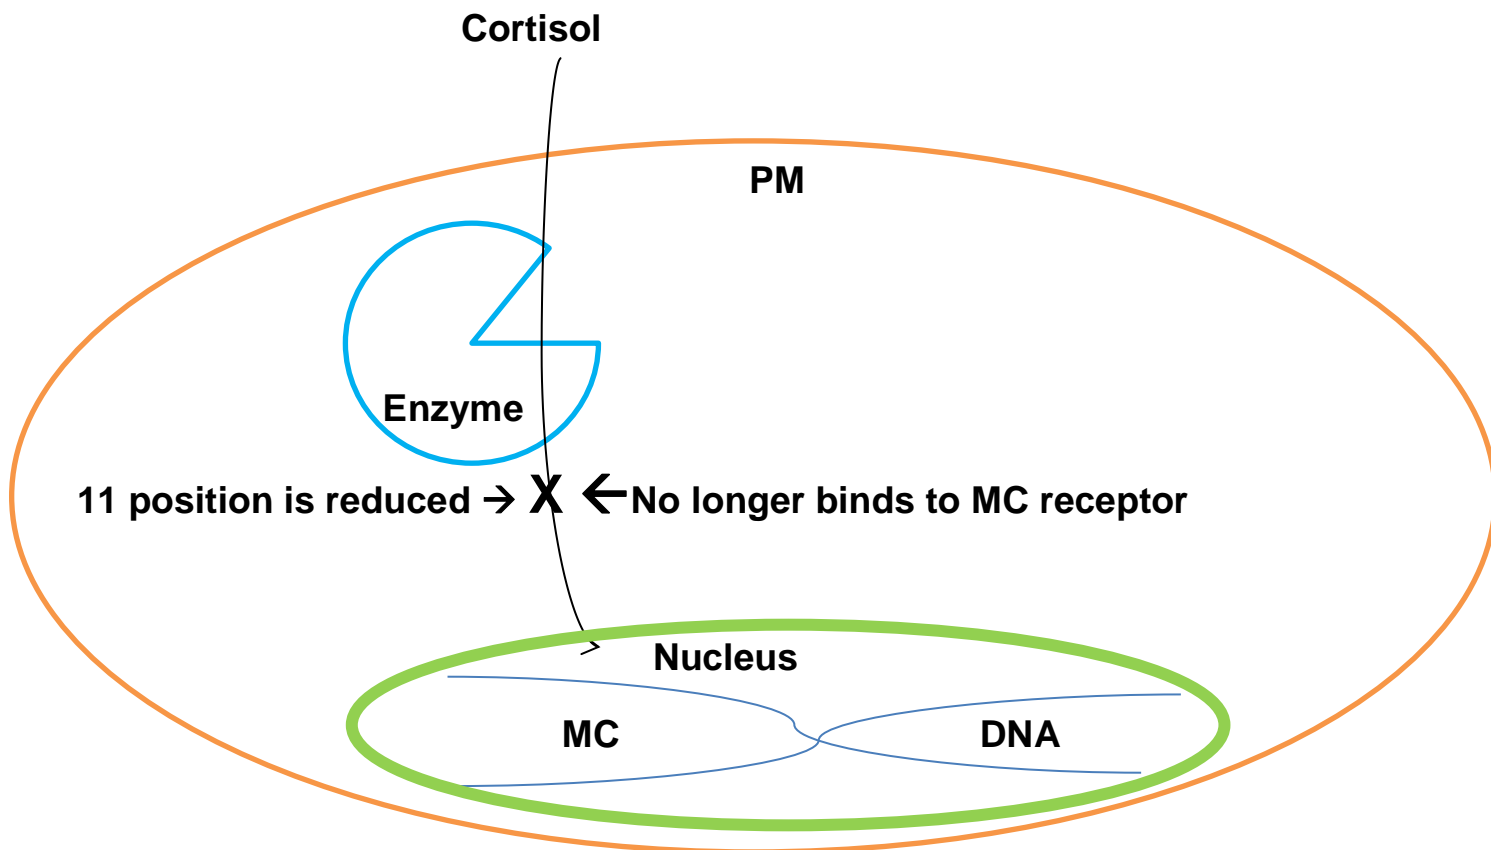 Cortisol
PM
Enzyme
11 position is reduced → X ← No longer binds to MC receptor
Nucleus
MC DNA